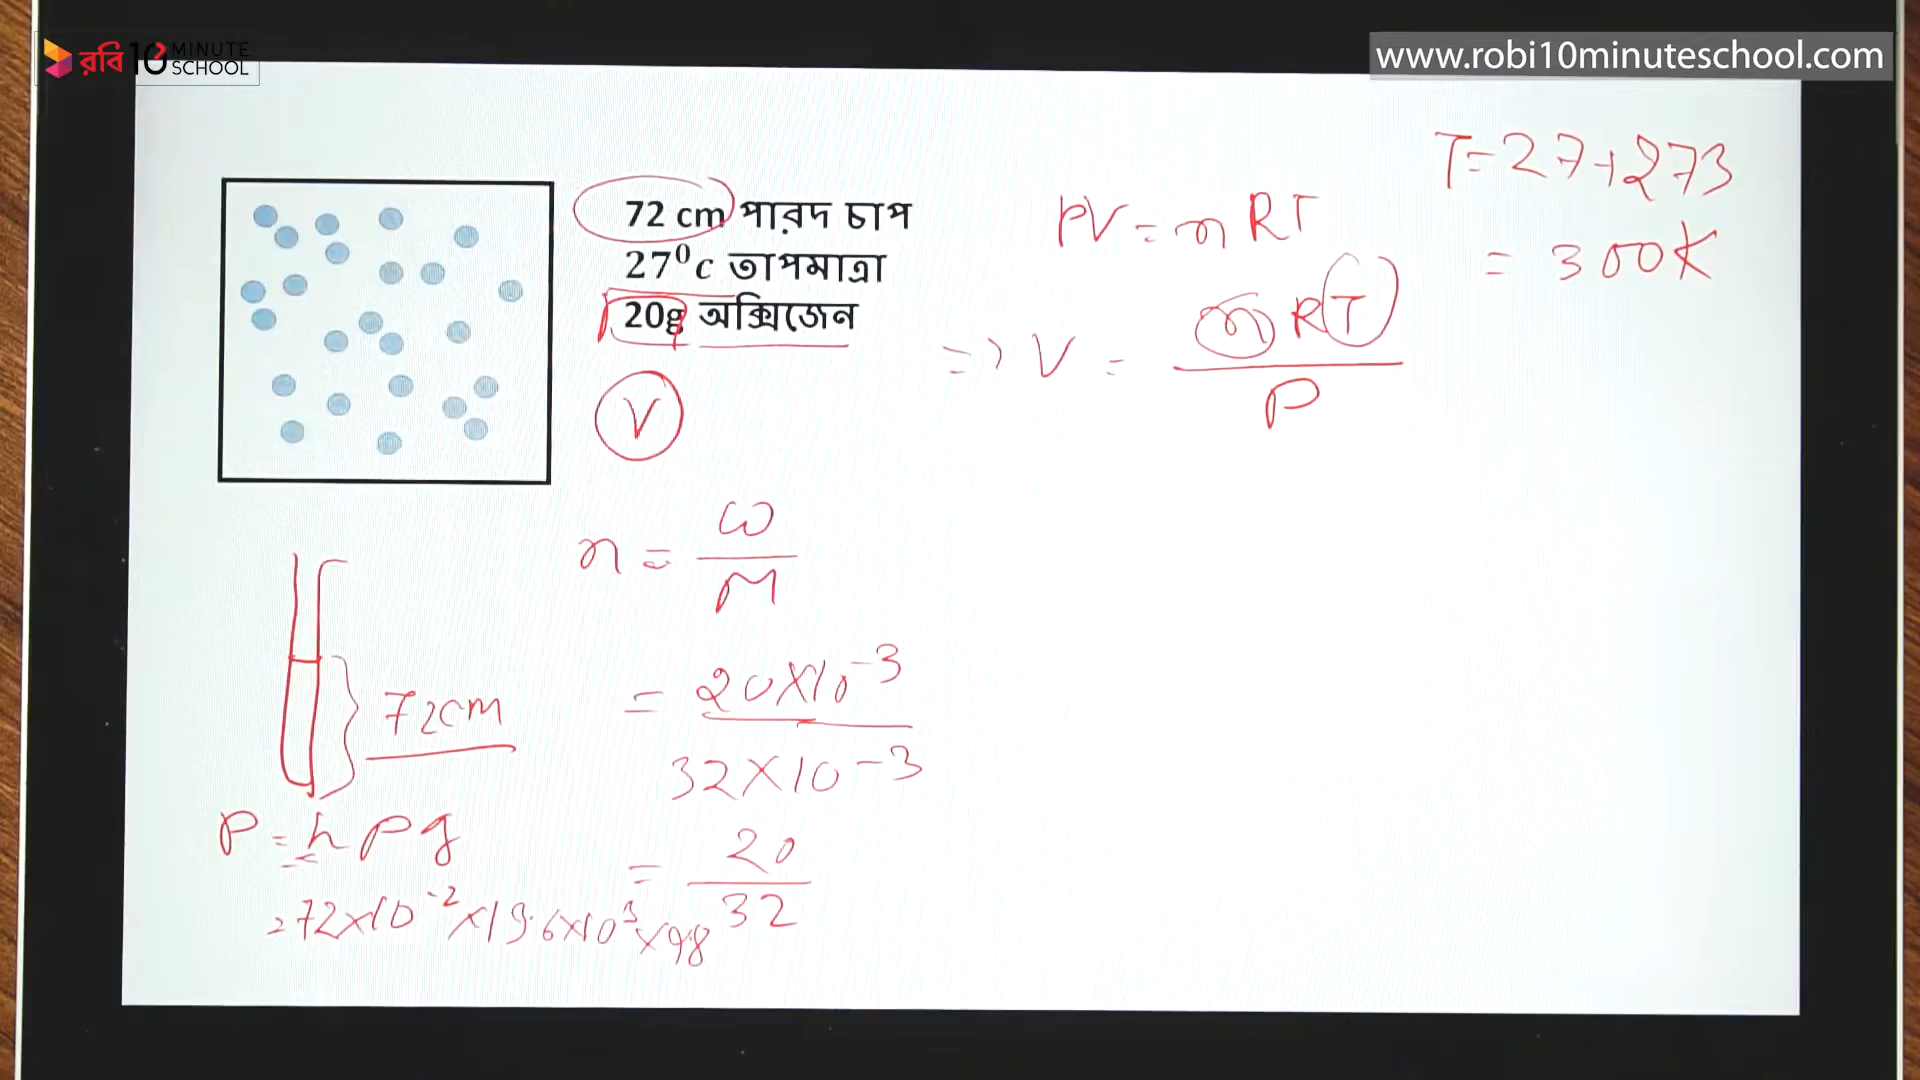 রবি 10 MINUTE SCHOOL
www.robi10minuteschool.com
72 cm পারদ চাপ
27⁰c তাপমাত্রা
20g অক্সিজেন
V
PV = nRT
T = 27+273
= 300K
=> V = nRT / P
n = w / M
= 20×10⁻³ / 32×10⁻³
= 20 / 32
72cm
P = hρg
= 72×10⁻²×13.6×10³×9.8